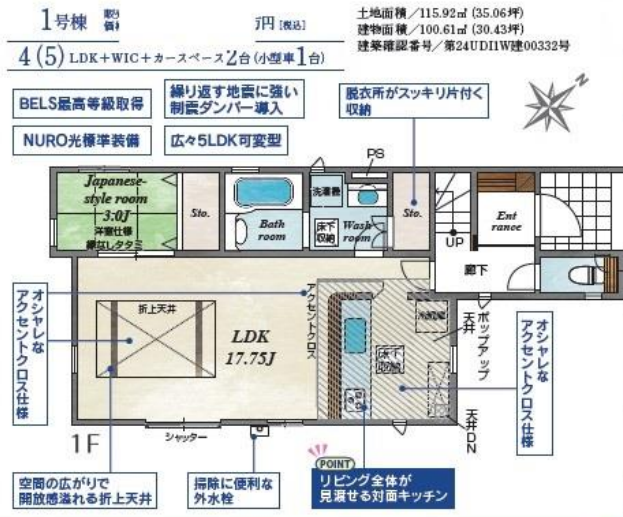 1号棟
円[税込]
4(5)LDK+WIC+カースペース2台(小型車1台)
土地面積／115.92㎡(35.06坪)
建物面積／100.61㎡(30.43坪)
建築確認番号／第24UDI1W建00332号
BELS最高等級取得
繰り返す地震に強い
制震ダンパー導入
脱衣所がスッキリ片付く
収納
NURO光標準装備
広々5LDK可変型
N
PS
Japanese-
style room
3.0J
洋室仕様
縁なしタタミ
Sto.
Bath
room
洗濯機
床下
収納
Wash
room
Sto.
UP
Ent
rance
廊下
オシャレな
アクセントクロス仕様
折上天井
LDK
17.75J
アクセントクロス
冷蔵庫
床下
収納
ポップアップ
天井
天井DN
オシャレな
アクセントクロス仕様
1F
シャッター
空間の広がりで
開放感溢れる折上天井
掃除に便利な
外水栓
POINT
リビング全体が
見渡せる対面キッチン